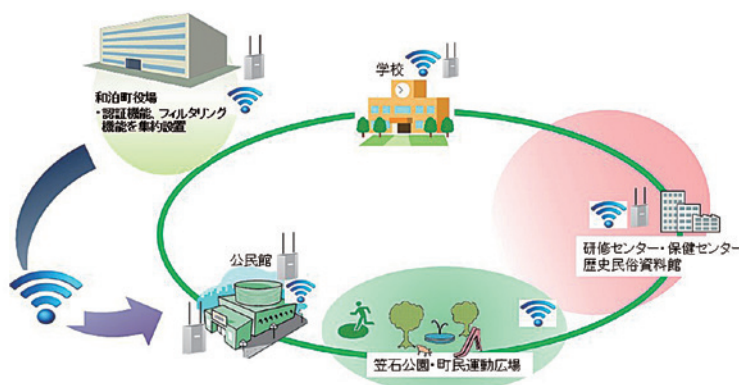 和泊町役場
・認証機能、フィルタリング
機能を集約設置
学校
研修センター・保健センター
歴史民俗資料館
公民館
笠石公園・町民運動広場